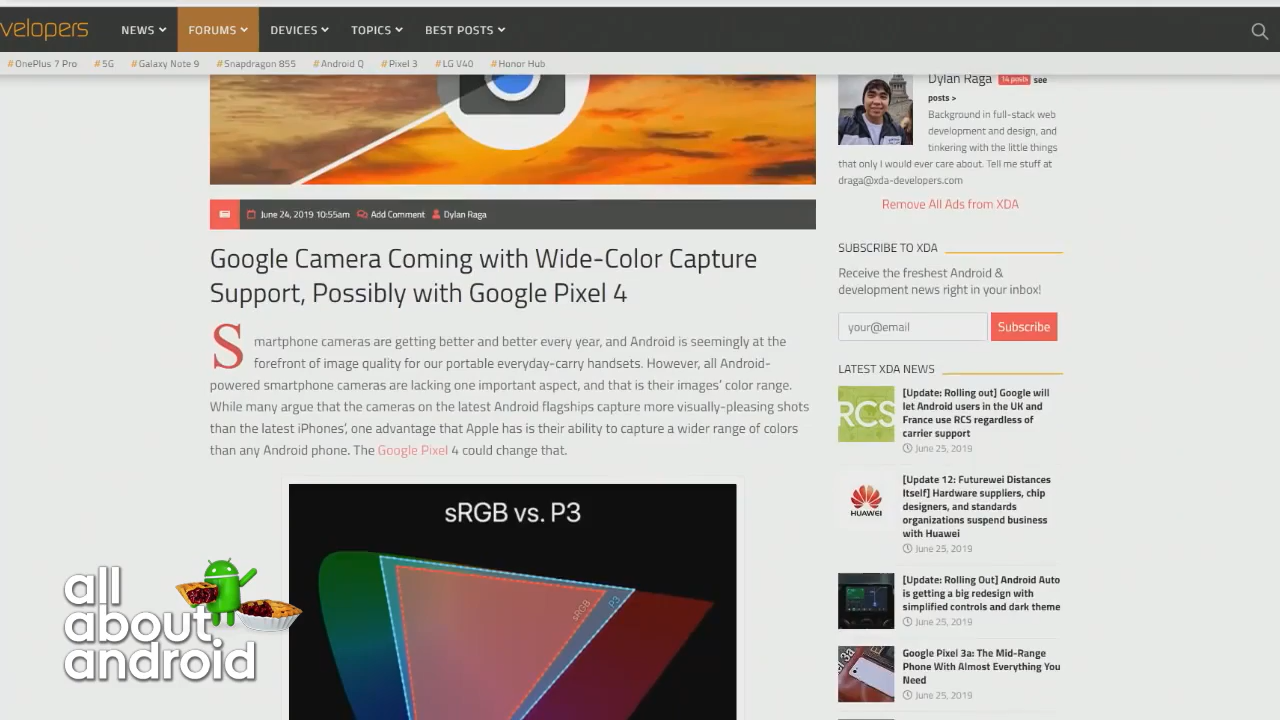 velopers
NEWS
FORUMS
DEVICES
TOPICS
BEST POSTS
#OnePlus 7 Pro #5G #Galaxy Note 9 #Snapdragon 855 #Android Q #Pixel 3 #LG V40 #Honor Hub
June 24, 2019 10:55am Add Comment Dylan Raga
Google Camera Coming with Wide-Color Capture
Support, Possibly with Google Pixel 4
Smartphone cameras are getting better and better every year, and Android is seemingly at the
forefront of image quality for our portable everyday-carry handsets. However, all Android-
powered smartphone cameras are lacking one important aspect, and that is their images' color range.
While many argue that the cameras on the latest Android flagships capture more visually-pleasing shots
than the latest iPhones', one advantage that Apple has is their ability to capture a wider range of colors
than any Android phone. The Google Pixel 4 could change that.
sRGB vs. P3
sRGB
P3
all
about
android
Dylan Raga 14 posts see
posts >
Background in full-stack web
development and design, and
tinkering with the little things
that only I would ever care about. Tell me stuff at
draga@xda-developers.com
Remove All Ads from XDA
SUBSCRIBE TO XDA
Receive the freshest Android &
development news right in your inbox!
your@email
Subscribe
LATEST XDA NEWS
RCS
[Update: Rolling out] Google will
let Android users in the UK and
France use RCS regardless of
carrier support
June 25, 2019
HUAWEI
[Update 12: Futurewei Distances
Itself] Hardware suppliers, chip
designers, and standards
organizations suspend business
with Huawei
June 25, 2019
[Update: Rolling Out] Android Auto
is getting a big redesign with
simplified controls and dark theme
June 25, 2019
3a
Google Pixel 3a: The Mid-Range
Phone With Almost Everything You
Need
June 25, 2019